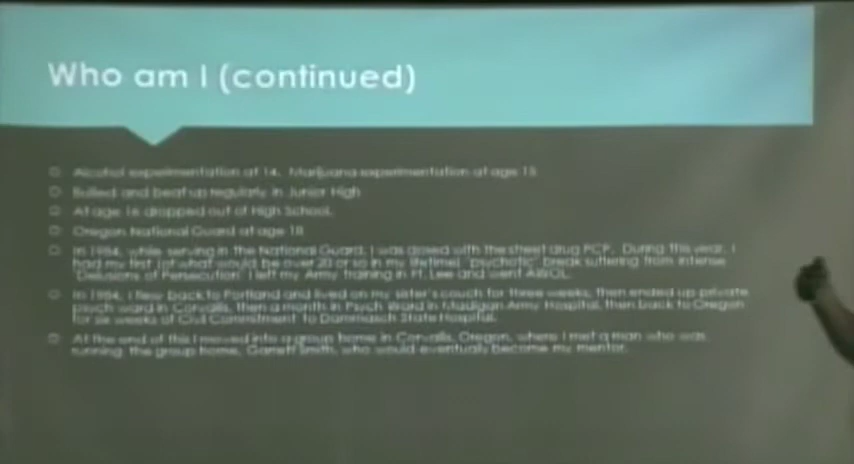 Who am I (continued)
Alcohol experimentation at 14. Marijuana experimentation at age 15
Bullied and beat up regularly in Junior High
At age 16 dropped out of High School.
Oregon National Guard at age 18
In 1984, while serving in the National Guard, I was dosed with the street drug PCP. During this year, I
had my first (of what would be over 20 or so in my lifetime) "psychotic" break suffering from intense
"Delusions of Persecution" I left my Army training in Ft. Lee and went AWOL.
In 1984, I flew back to Portland and lived on my sister's couch for three weeks, then ended up private
psych ward in Corvallis, then a month in Psych Ward in Madigan Army Hospital, then back to Oregon
for six weeks of Civil Commitment to Dammasch State Hospital.
At the end of this I moved into a group home in Corvallis, Oregon, where I met a man who was
running the group home, Garrett Smith, who would eventually become my mentor.